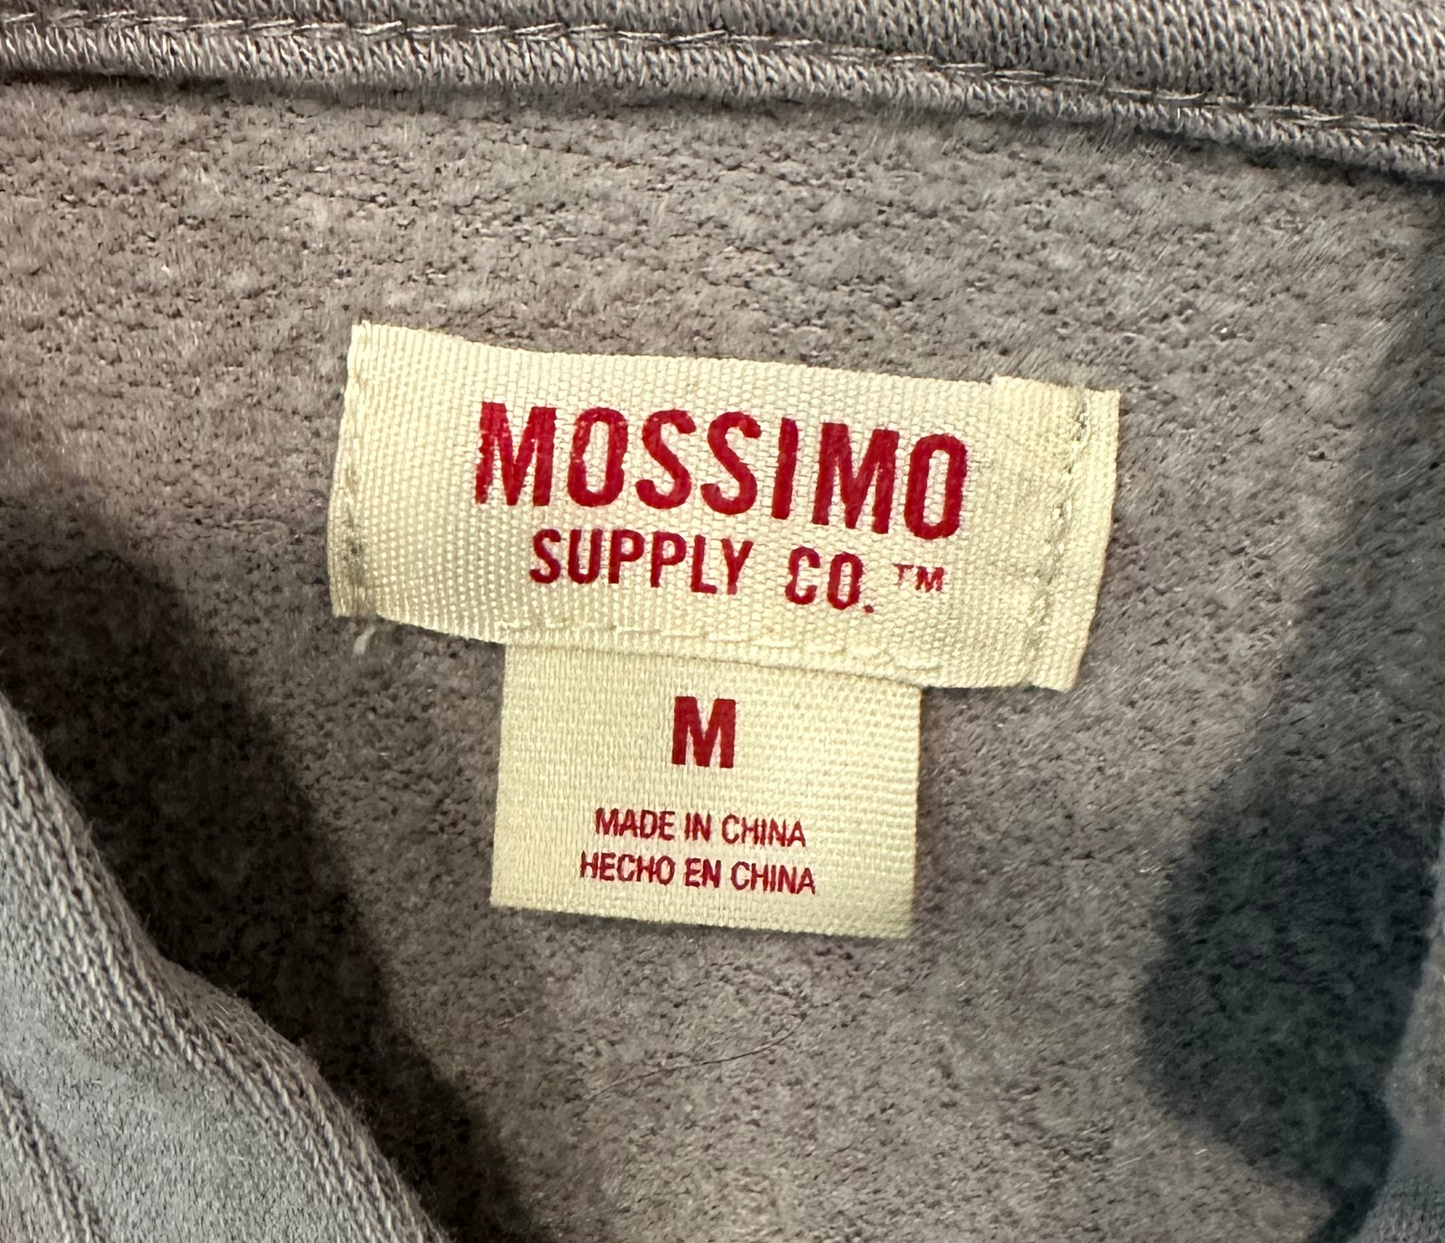 MOSSIMO
SUPPLY CO.™
M
MADE IN CHINA
HECHO EN CHINA